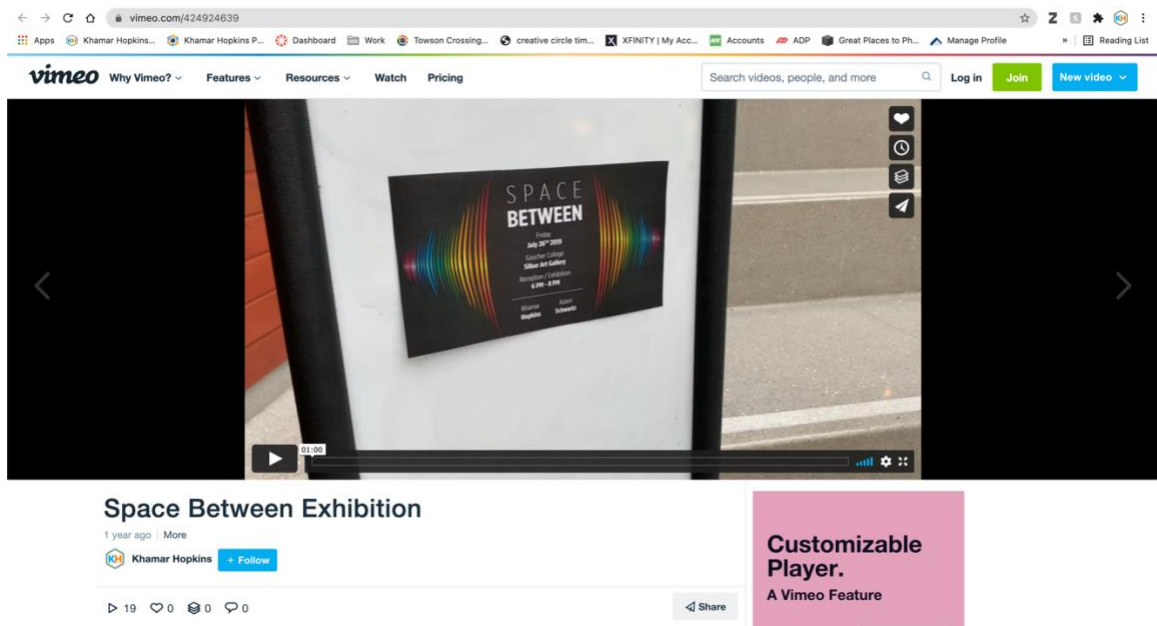 vimeo.com/424924639
Apps Khamar Hopkins... Khamar Hopkins P... Dashboard Work Towson Crossing... creative circle tim... XFINITY | My Acc... Accounts ADP Great Places to Ph... Manage Profile » Reading List
vimeo Why Vimeo? Features Resources Watch Pricing Search videos, people, and more Log in Join New video
SPACE
BETWEEN
Friday
July 26th 2019
Goucher College
Silber Art Gallery
Reception / Exhibition
6 PM - 8 PM
Khamar Adam
Hopkins Schwartz
01:00
Space Between Exhibition
1 year ago | More
KH Khamar Hopkins + Follow
19 0 0 0 Share
Customizable
Player.
A Vimeo Feature